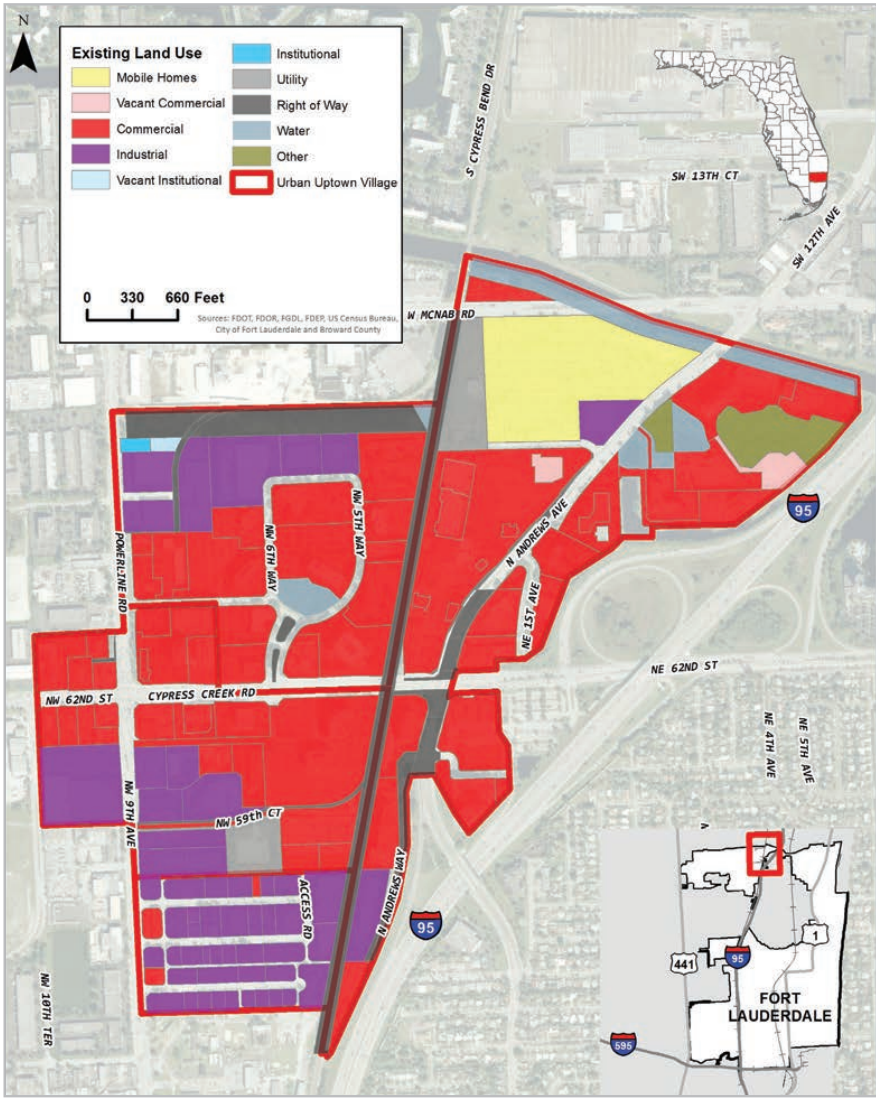 N
Existing Land Use
Mobile Homes
Vacant Commercial
Commercial
Industrial
Vacant Institutional
Institutional
Utility
Right of Way
Water
Other
Urban Uptown Village
0 330 660 Feet
Sources: FDOT, FDOR, FGDL, FDEP, US Census Bureau,
City of Fort Lauderdale and Broward County
S CYPRESS BEND DR
SW 13TH CT
SW 12TH AVE
W MCNAB RD
95
N ANDREWS AVE
NW 5TH WAY
NW 6TH WAY
POWERLINE RD
NE 1ST AVE
NE 62ND ST
NW 62ND ST
CYPRESS CREEK RD
NE 4TH AVE
NE 5TH AVE
NW 9TH AVE
NW 59th CT
N ANDREWS WAY
ACCESS RD
95
NW 10TH TER
N
441
95
1
FORT
LAUDERDALE
595